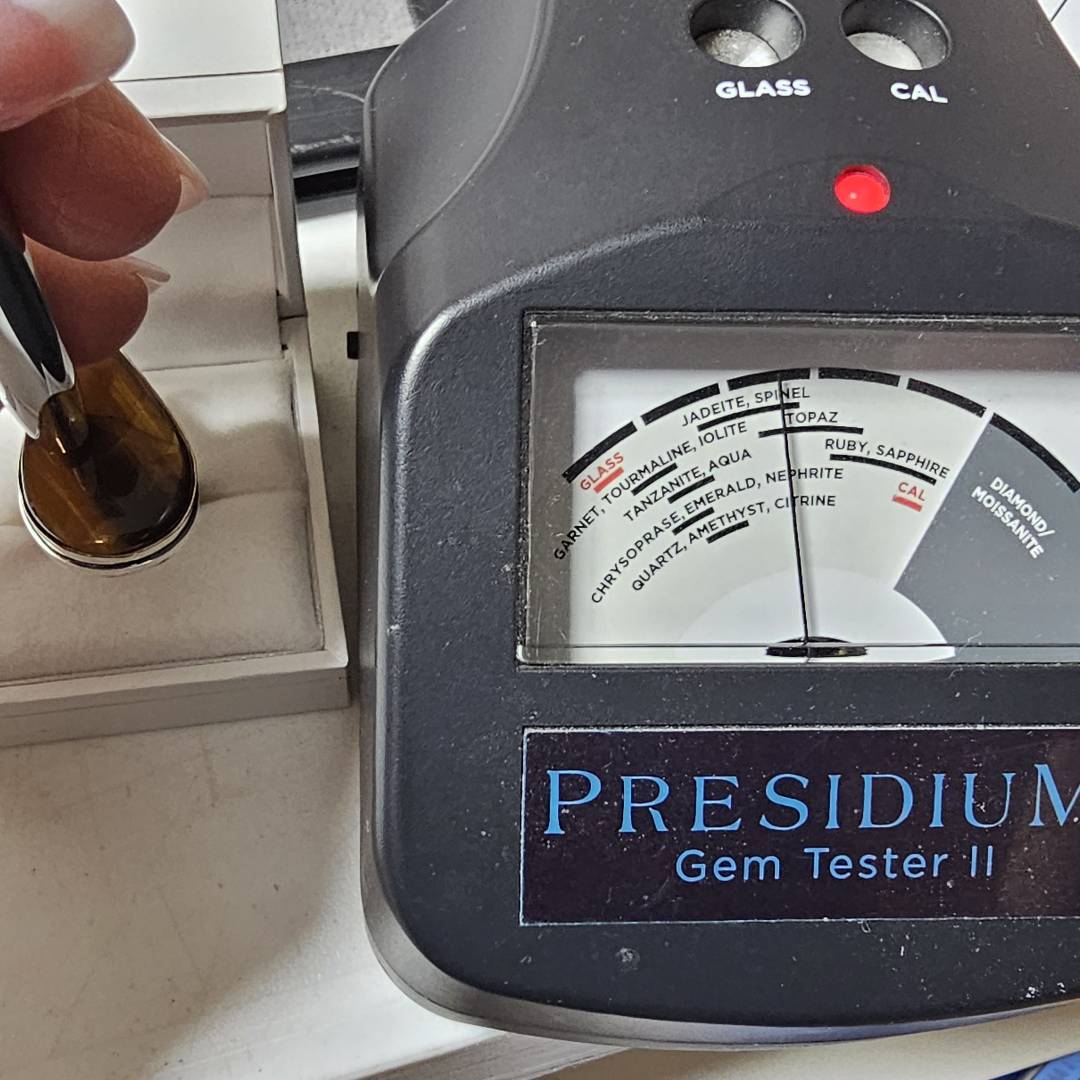 GLASS
CAL
JADEITE, SPINEL
TOPAZ
RUBY, SAPPHIRE
GLASS
GARNET, TOURMALINE, IOLITE
TANZANITE, AQUA
CAL
CHRYSOPRASE, EMERALD, NEPHRITE
QUARTZ, AMETHYST, CITRINE
DIAMOND/
MOISSANITE
PRESIDIUM
Gem Tester II